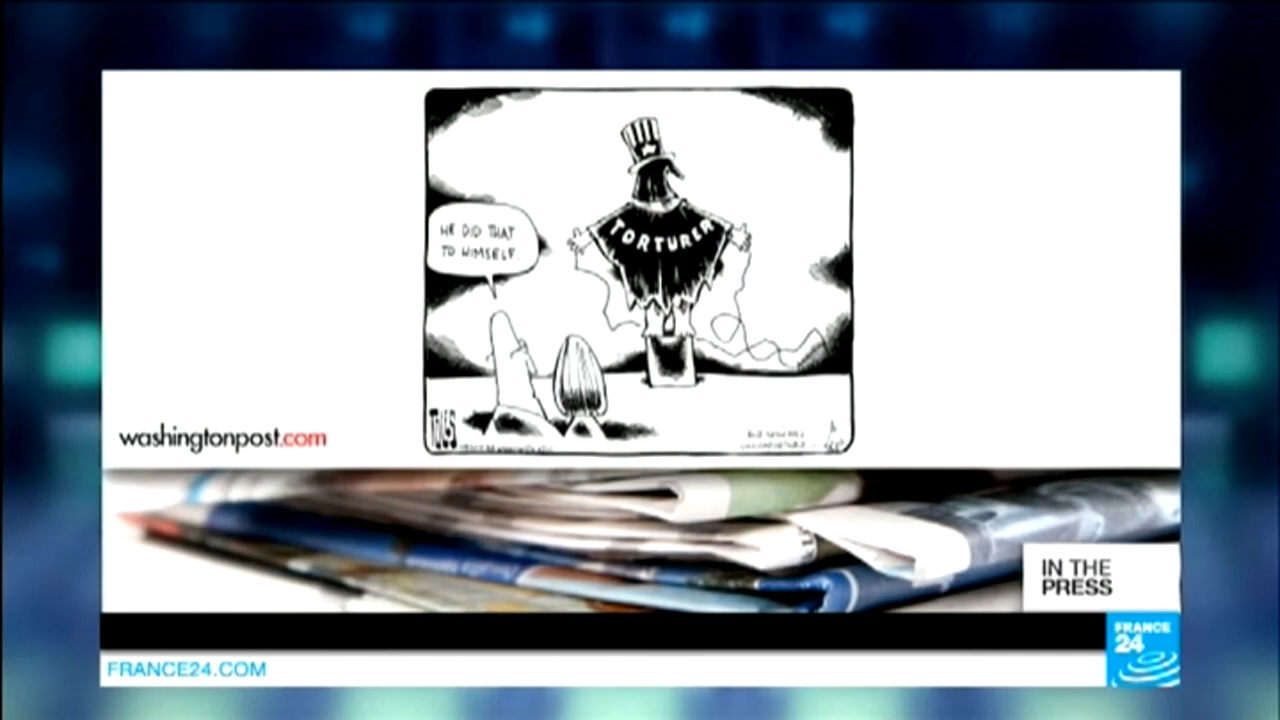 TORTURER
HE DID THAT
TO HIMSELF.
TOLES
washingtonpost.com
IN THE
PRESS
FRANCE
24
FRANCE24.COM